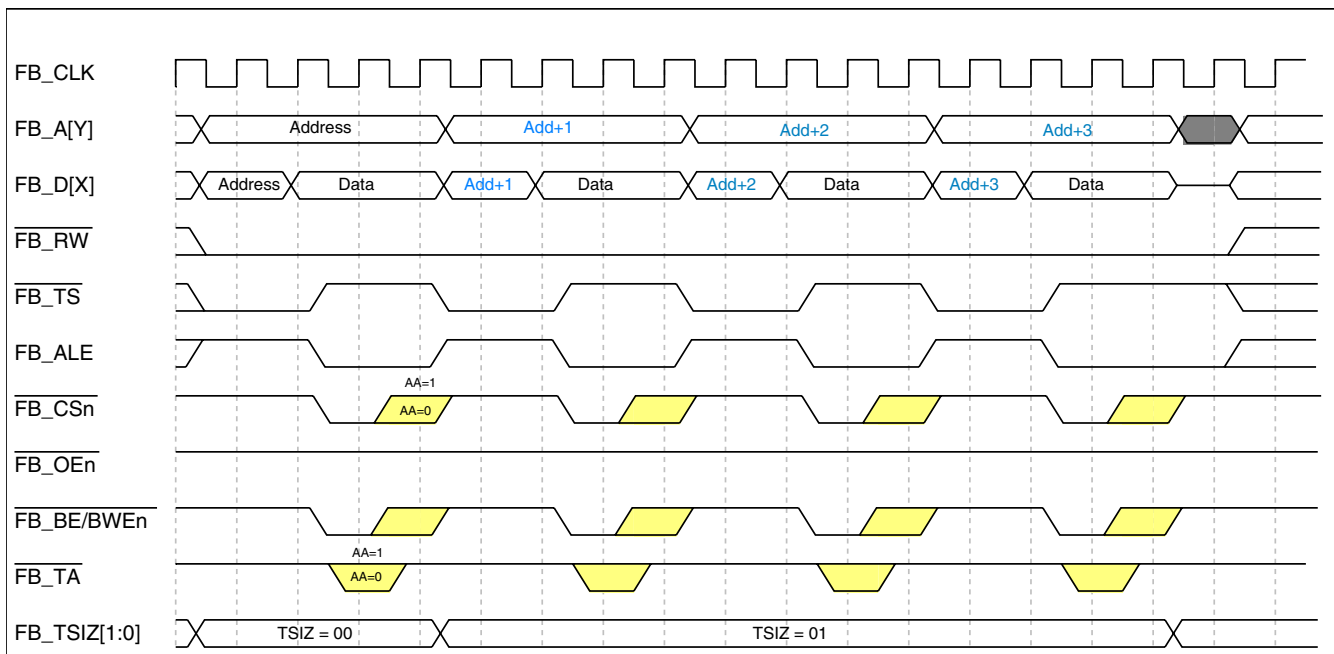 FB_CLK
FB_A[Y] Address Add+1 Add+2 Add+3
FB_D[X] Address Data Add+1 Data Add+2 Data Add+3 Data
FB_RW
FB_TS
FB_ALE
AA=1
FB_CSn AA=0
FB_OEn
FB_BE/BWEn
AA=1
FB_TA AA=0
FB_TSIZ[1:0] TSIZ = 00 TSIZ = 01